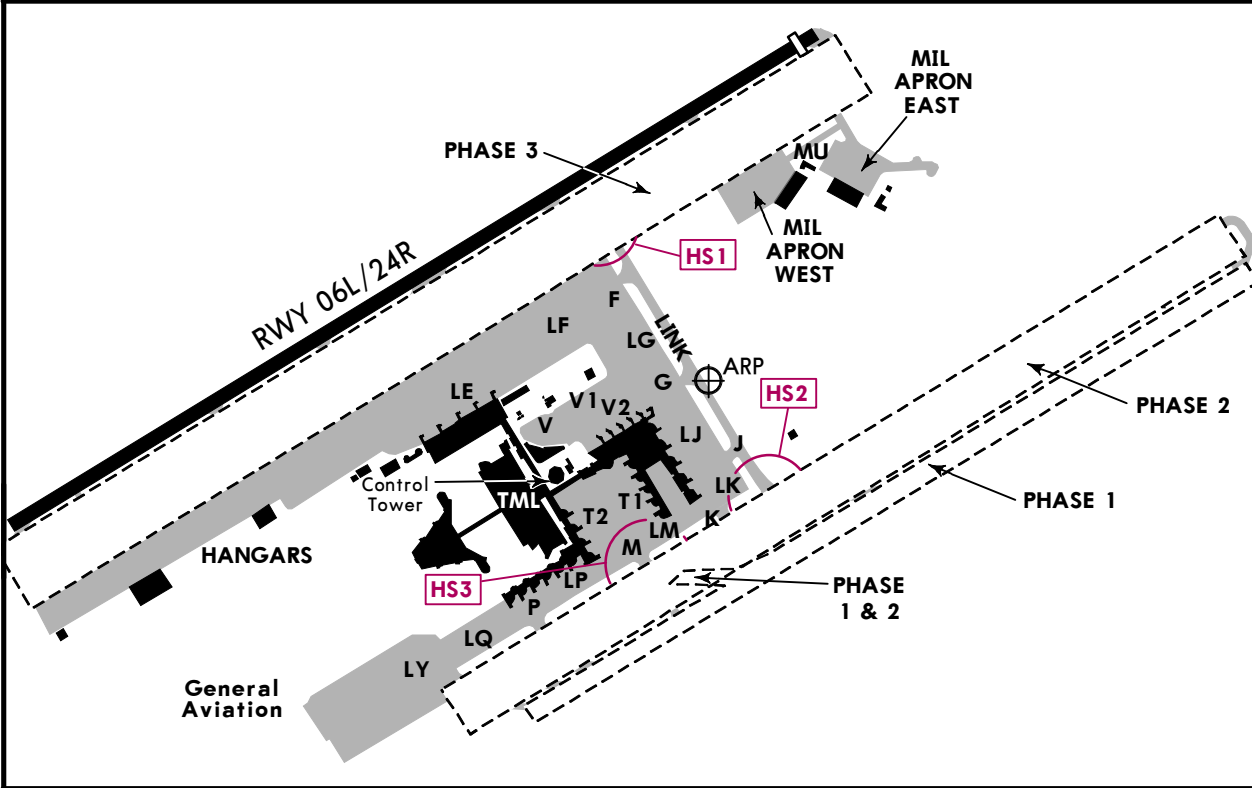 MIL
APRON
EAST
PHASE 3
MU
MIL
APRON
WEST
HS1
RWY 06L/24R
F
LF
LG
LINK
G
ARP
LE
HS2
PHASE 2
V1
V2
V
LJ
J
Control
Tower
TML
LK
T1
T2
K
LM
PHASE 1
M
HANGARS
HS3
LP
P
PHASE
1 & 2
LQ
LY
General
Aviation